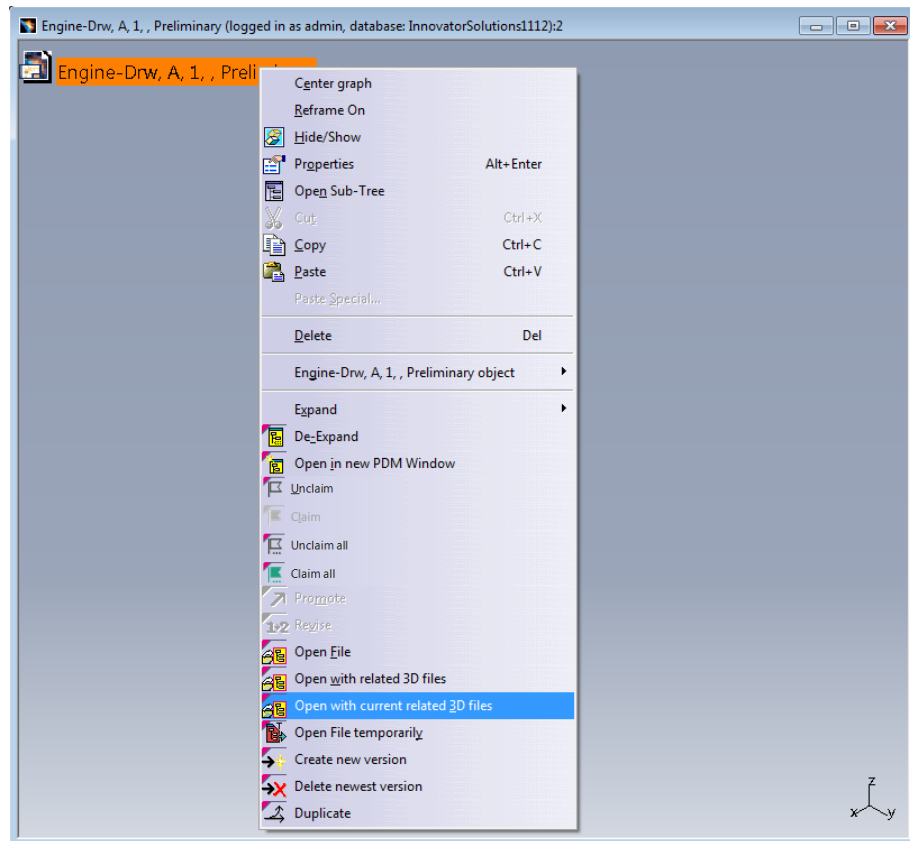 Engine-Drw, A, 1, , Preliminary (logged in as admin, database: InnovatorSolutions1112):2
Engine-Drw, A, 1, , Preli
Center graph
Reframe On
Hide/Show
Properties Alt+Enter
Open Sub-Tree
Cut Ctrl+X
Copy Ctrl+C
Paste Ctrl+V
Paste Special...
Delete Del
Engine-Drw, A, 1, , Preliminary object
Expand
De-Expand
Open in new PDM Window
Unclaim
Claim
Unclaim all
Claim all
Promote
1→2 Revise
Open File
Open with related 3D files
Open with current related 3D files
Open File temporarily
Create new version
Delete newest version
Duplicate
z
x y